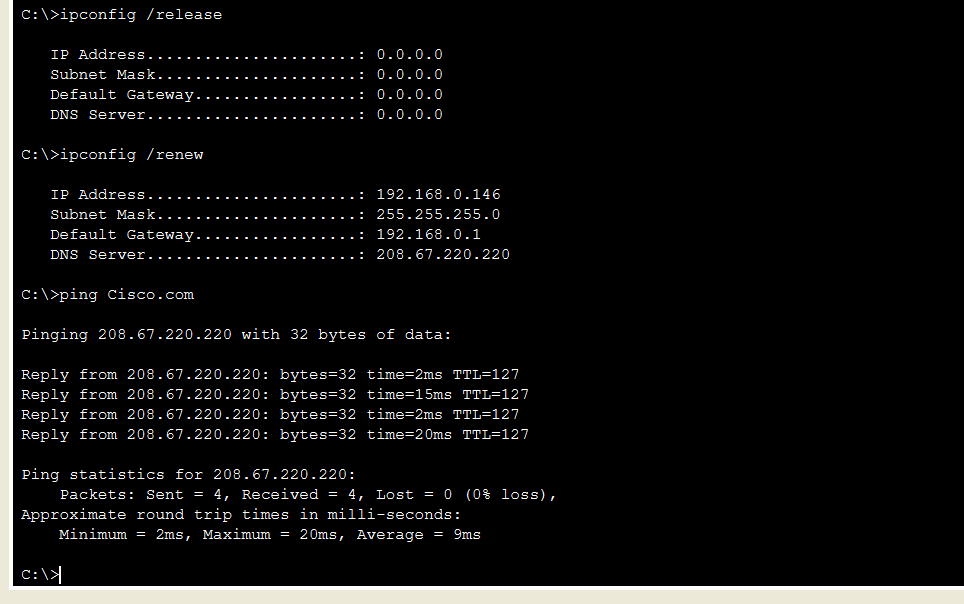 C:\>ipconfig /release
IP Address......................: 0.0.0.0
Subnet Mask.....................: 0.0.0.0
Default Gateway.................: 0.0.0.0
DNS Server......................: 0.0.0.0
C:\>ipconfig /renew
IP Address......................: 192.168.0.146
Subnet Mask.....................: 255.255.255.0
Default Gateway.................: 192.168.0.1
DNS Server......................: 208.67.220.220
C:\>ping Cisco.com
Pinging 208.67.220.220 with 32 bytes of data:
Reply from 208.67.220.220: bytes=32 time=2ms TTL=127
Reply from 208.67.220.220: bytes=32 time=15ms TTL=127
Reply from 208.67.220.220: bytes=32 time=2ms TTL=127
Reply from 208.67.220.220: bytes=32 time=20ms TTL=127
Ping statistics for 208.67.220.220:
Packets: Sent = 4, Received = 4, Lost = 0 (0% loss),
Approximate round trip times in milli-seconds:
Minimum = 2ms, Maximum = 20ms, Average = 9ms
C:\>